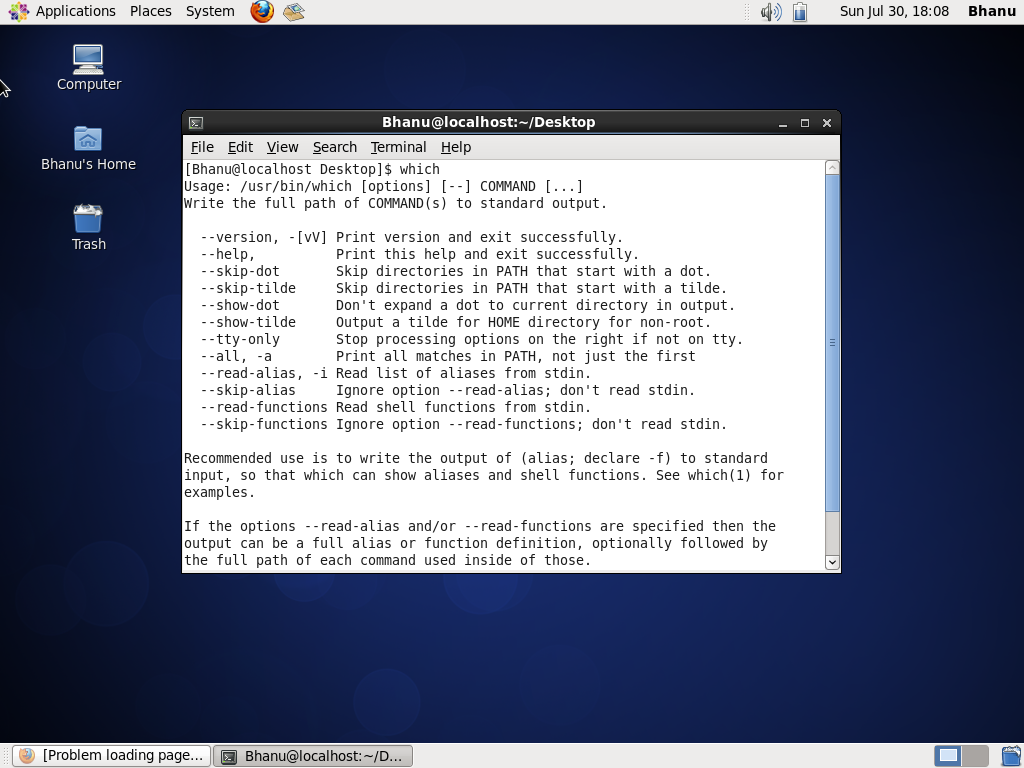 Applications Places System Sun Jul 30, 18:08 Bhanu
Computer
Bhanu's Home
Trash
Bhanu@localhost:~/Desktop
File Edit View Search Terminal Help
[Bhanu@localhost Desktop]$ which
Usage: /usr/bin/which [options] [--] COMMAND [...]
Write the full path of COMMAND(s) to standard output.
--version, -[vV] Print version and exit successfully.
--help, Print this help and exit successfully.
--skip-dot Skip directories in PATH that start with a dot.
--skip-tilde Skip directories in PATH that start with a tilde.
--show-dot Don't expand a dot to current directory in output.
--show-tilde Output a tilde for HOME directory for non-root.
--tty-only Stop processing options on the right if not on tty.
--all, -a Print all matches in PATH, not just the first
--read-alias, -i Read list of aliases from stdin.
--skip-alias Ignore option --read-alias; don't read stdin.
--read-functions Read shell functions from stdin.
--skip-functions Ignore option --read-functions; don't read stdin.
Recommended use is to write the output of (alias; declare -f) to standard
input, so that which can show aliases and shell functions. See which(1) for
examples.
If the options --read-alias and/or --read-functions are specified then the
output can be a full alias or function definition, optionally followed by
the full path of each command used inside of those.
[Problem loading page... Bhanu@localhost:~/D...